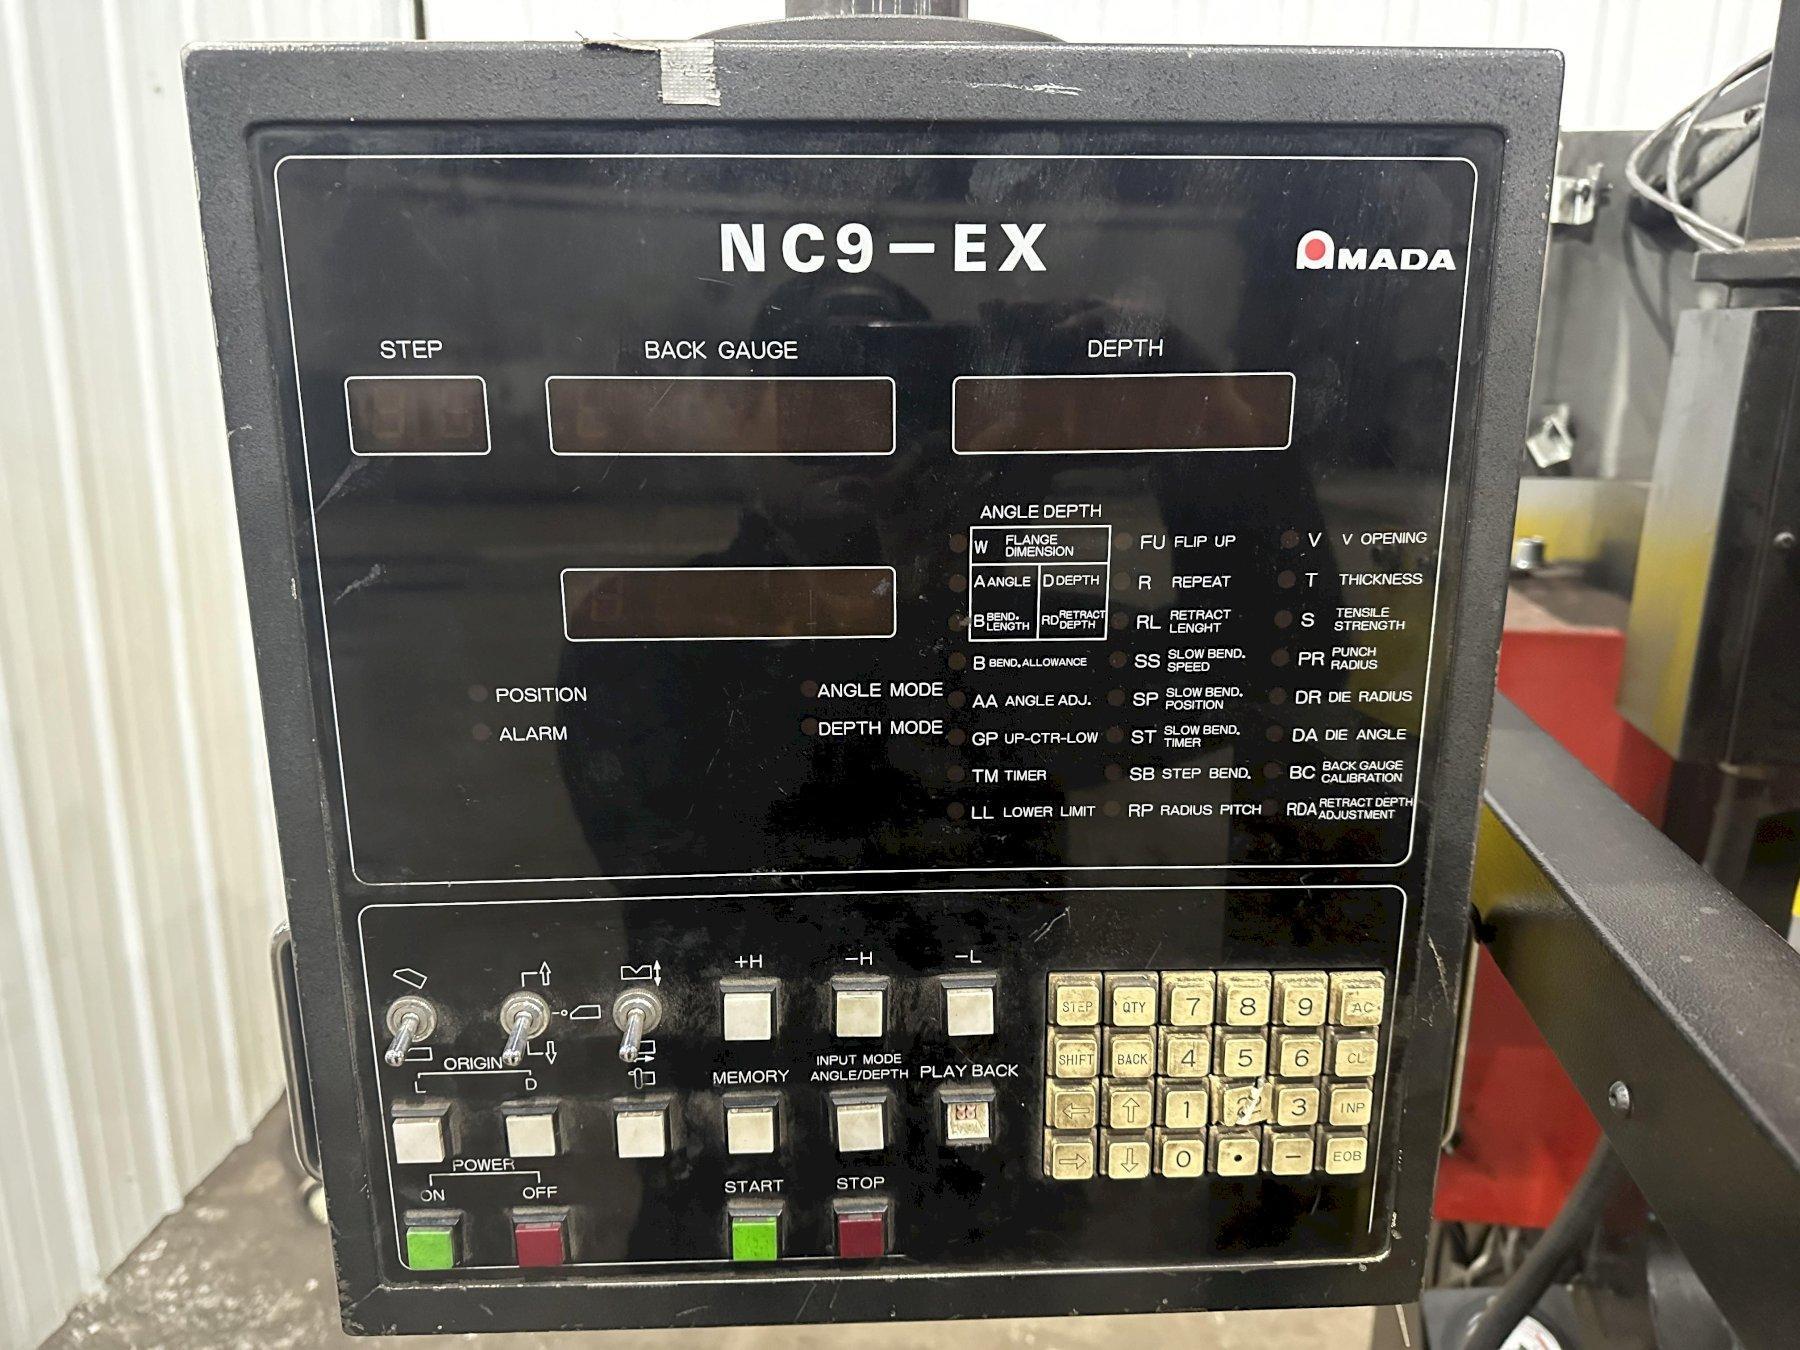 NC9-EX
AMADA
STEP
BACK GAUGE
DEPTH
ANGLE DEPTH
W FLANGE DIMENSION
A ANGLE
D DEPTH
B BEND. LENGTH
RD RETRACT DEPTH
B BEND. ALLOWANCE
AA ANGLE ADJ.
GP UP-CTR-LOW
TM TIMER
LL LOWER LIMIT
FU FLIP UP
R REPEAT
RL RETRACT LENGHT
SS SLOW BEND. SPEED
SP SLOW BEND. POSITION
ST SLOW BEND. TIMER
SB STEP BEND.
RP RADIUS PITCH
V V OPENING
T THICKNESS
S TENSILE STRENGTH
PR PUNCH RADIUS
DR DIE RADIUS
DA DIE ANGLE
BC BACK GAUGE CALIBRATION
RDA RETRACT DEPTH ADJUSTMENT
POSITION
ALARM
ANGLE MODE
DEPTH MODE
+H
-H
-L
ORIGIN
L
D
MEMORY
INPUT MODE
ANGLE/DEPTH
PLAY BACK
POWER
ON
OFF
START
STOP
STEP QTY 7 8 9 AC
SHIFT BACK 4 5 6 CL
← ↑ 1 2 3 INP
→ ↓ 0 • - EOB